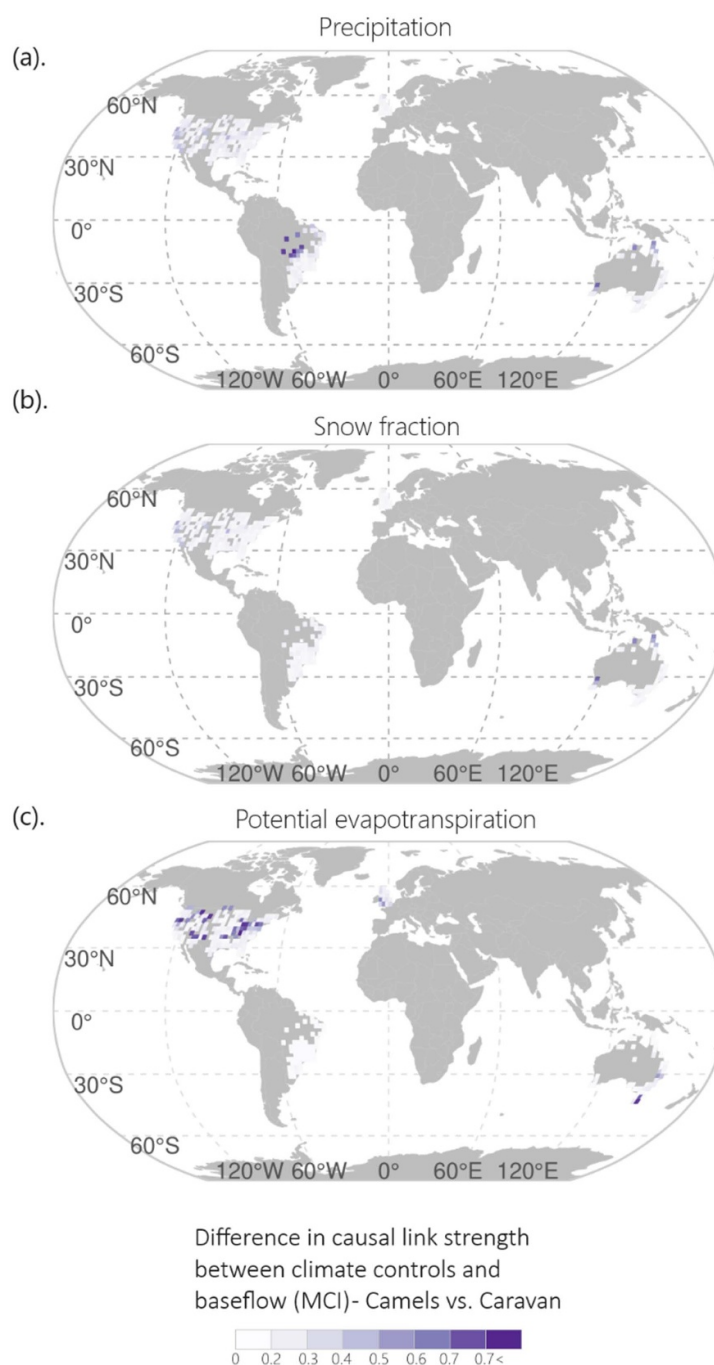 Precipitation
(a).
60°N
30°N
0°
30°S
60°S
120°W 60°W 0° 60°E 120°E
(b).
Snow fraction
60°N
30°N
0°
30°S
60°S
120°W 60°W 0° 60°E 120°E
(c).
Potential evapotranspiration
60°N
30°N
0°
30°S
60°S
120°W 60°W 0° 60°E 120°E
Difference in causal link strength
between climate controls and
baseflow (MCI)- Camels vs. Caravan
0 0.2 0.3 0.4 0.5 0.6 0.7 0.7<